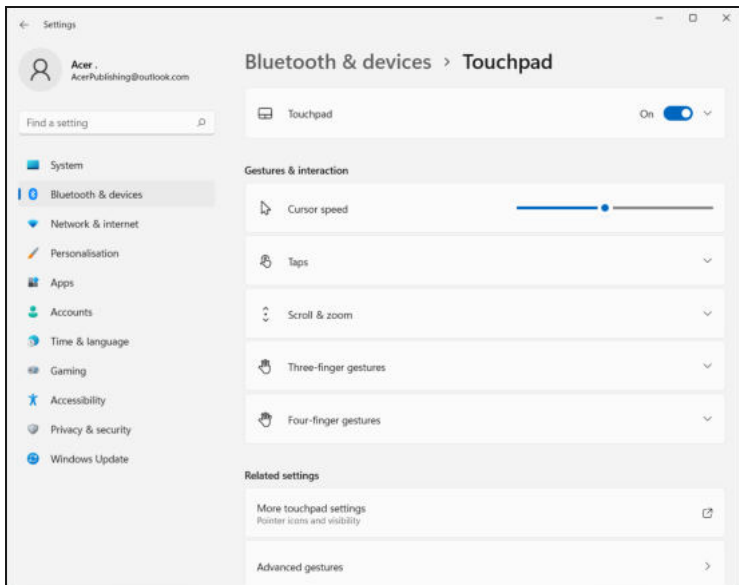 Settings
Acer .
AcerPublishing@outlook.com
Find a setting
System
Bluetooth & devices
Network & internet
Personalisation
Apps
Accounts
Time & language
Gaming
Accessibility
Privacy & security
Windows Update
Bluetooth & devices > Touchpad
Touchpad On
Gestures & interaction
Cursor speed
Taps
Scroll & zoom
Three-finger gestures
Four-finger gestures
Related settings
More touchpad settings
Pointer icons and visibility
Advanced gestures